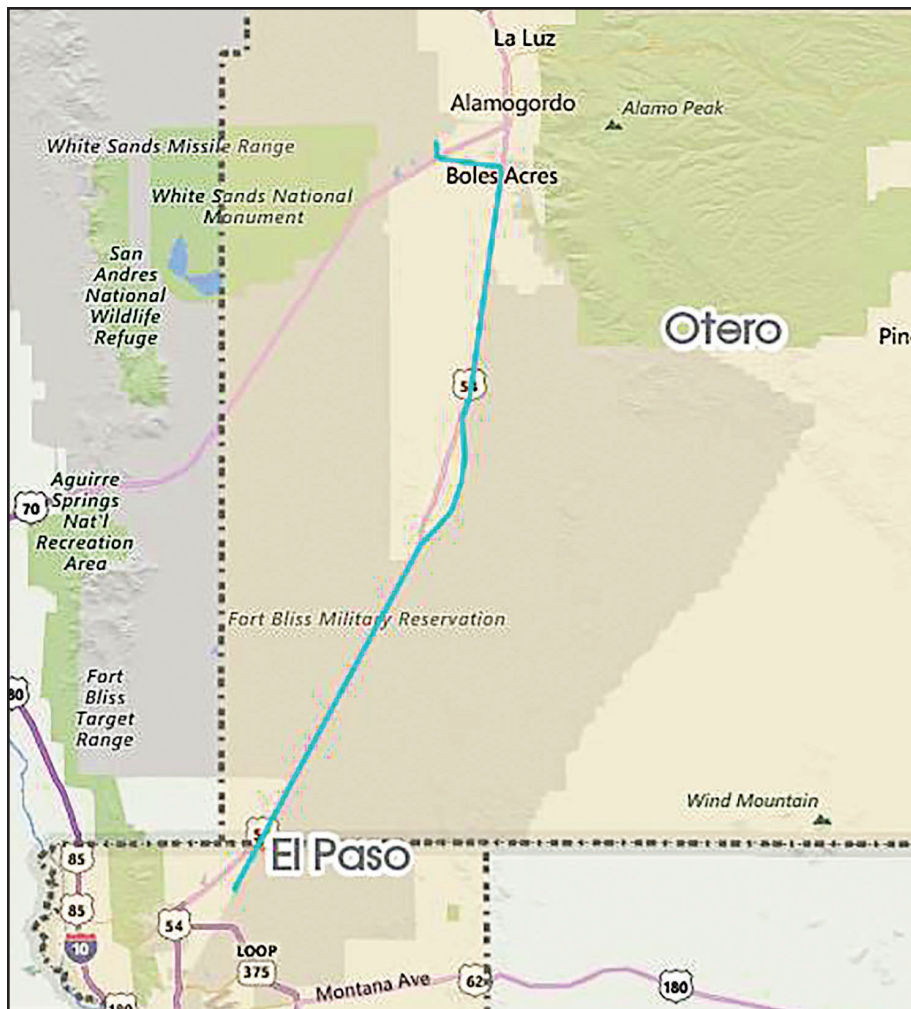 La Luz
Alamogordo
Alamo Peak
White Sands Missile Range
Boles Acres
White Sands National
Monument
San
Andres
National
Wildlife
Refuge
Otero
54
Aguirre
Springs
Nat'l
Recreation
Area
70
Fort Bliss Military Reservation
Fort
Bliss
Target
Range
Wind Mountain
El Paso
85
85
54
10
LOOP
375
Montana Ave
62
180
180